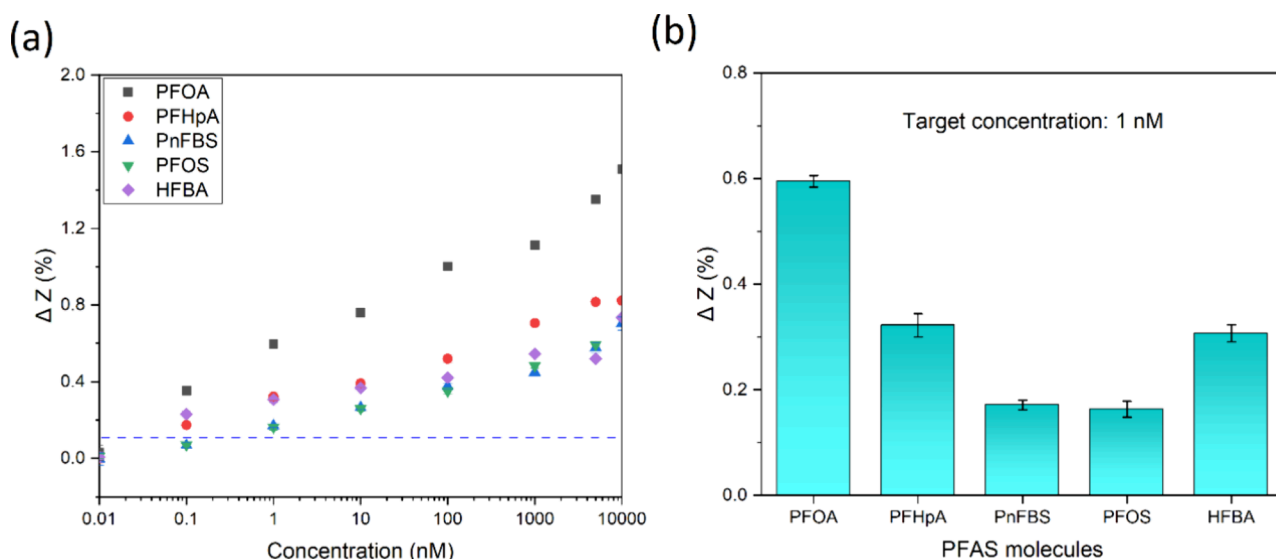 (a)
2.0
1.6
1.2
0.8
0.4
0.0
Δ Z (%)
PFOA
PFHpA
PnFBS
PFOS
HFBA
0.01
0.1
1
10
100
1000
10000
Concentration (nM)
(b)
0.8
0.6
0.4
0.2
0.0
Δ Z (%)
Target concentration: 1 nM
PFOA
PFHpA
PnFBS
PFOS
HFBA
PFAS molecules